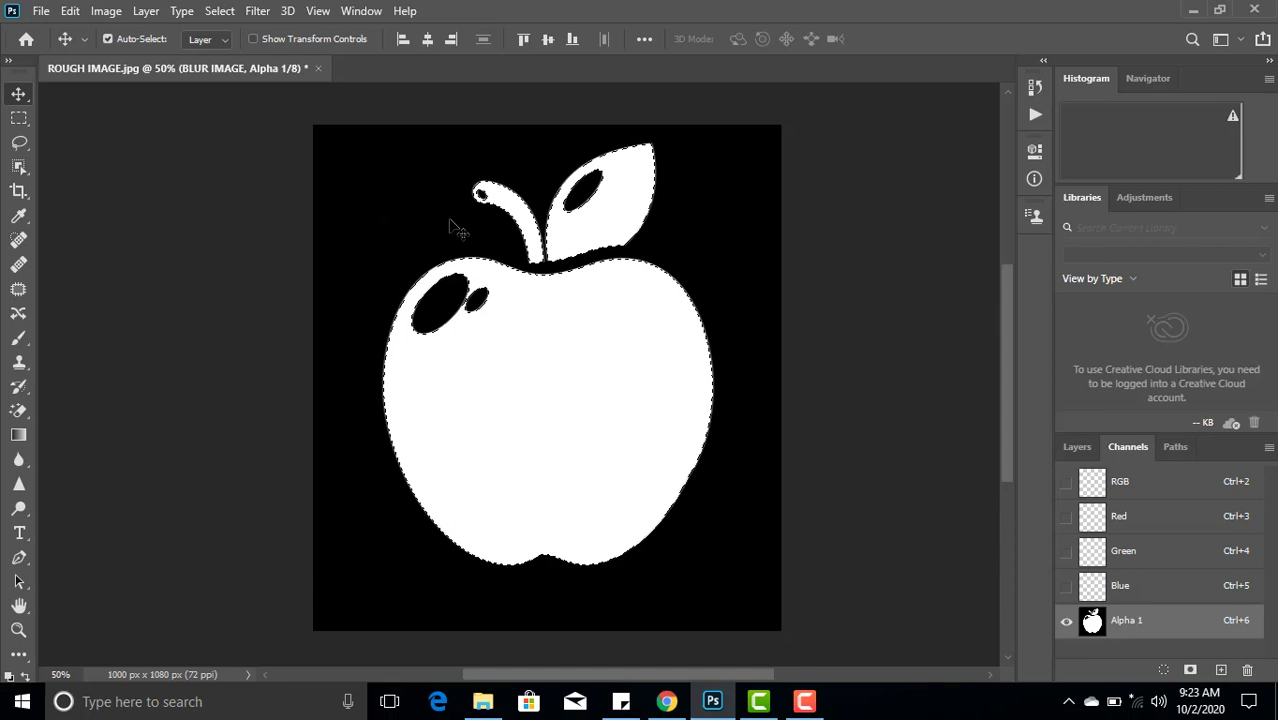 Ps File Edit Image Layer Type Select Filter 3D View Window Help
Auto-Select: Layer Show Transform Controls 3D Mode:
ROUGH IMAGE.jpg @ 50% (BLUR IMAGE, Alpha 1/8) *
Histogram Navigator
Libraries Adjustments
Search Current Library
View by Type
To use Creative Cloud Libraries, you need
to be logged into a Creative Cloud
account.
-- KB
Layers Channels Paths
RGB Ctrl+2
Red Ctrl+3
Green Ctrl+4
Blue Ctrl+5
Alpha 1 Ctrl+6
50% 1000 px x 1080 px (72 ppi)
Type here to search
Ps
9:23 AM
10/2/2020